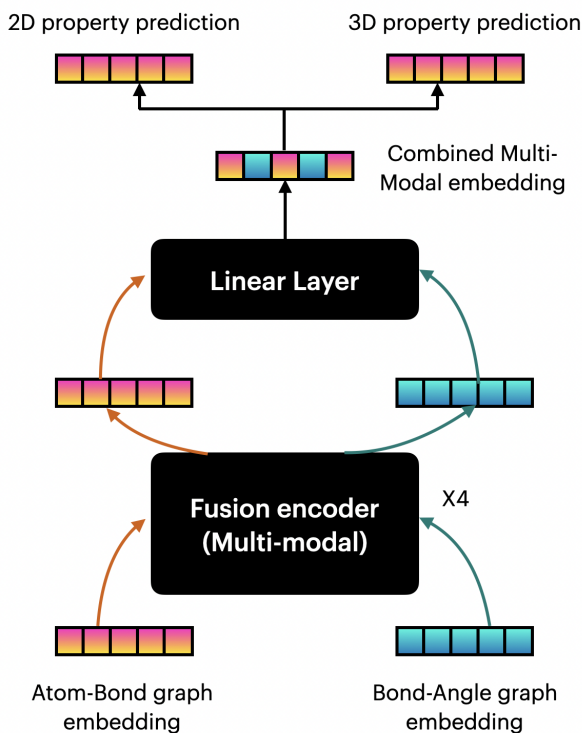 2D property prediction
3D property prediction
Combined Multi-
Modal embedding
Linear Layer
Fusion encoder
(Multi-modal)
X4
Atom-Bond graph
embedding
Bond-Angle graph
embedding